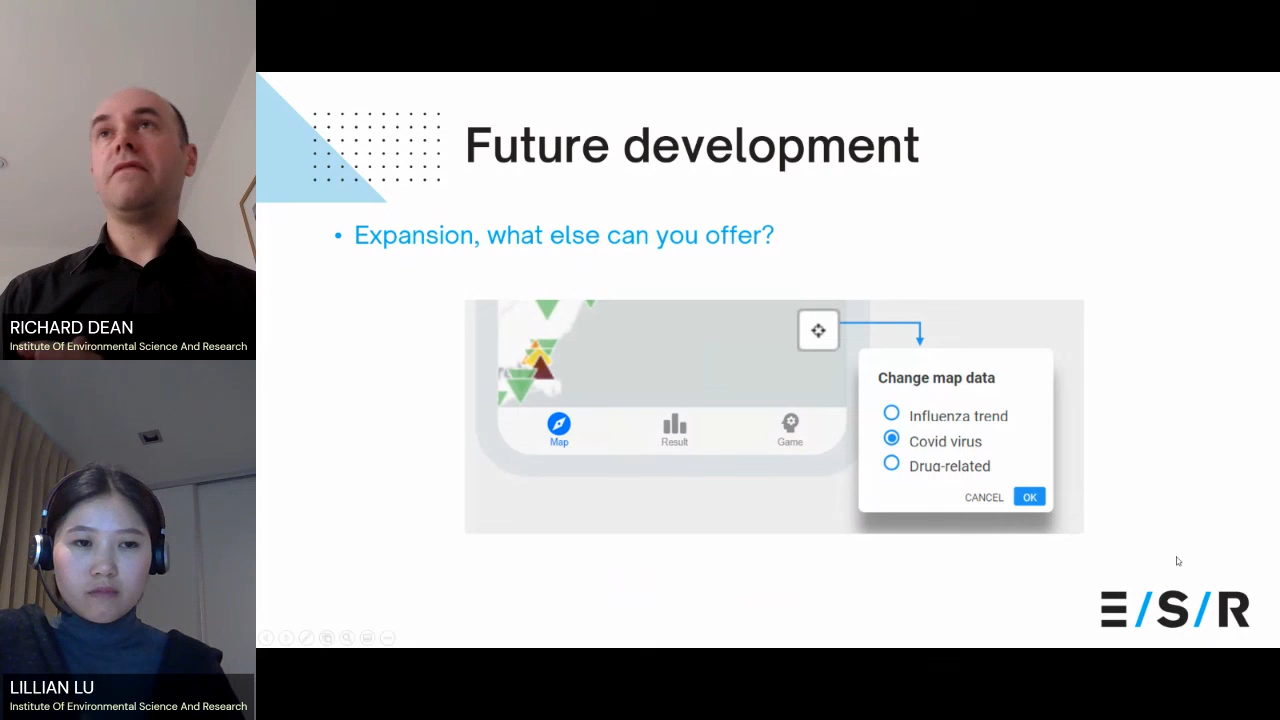 RICHARD DEAN
Institute Of Environmental Science And Research
LILLIAN LU
Institute Of Environmental Science And Research
Future development
• Expansion, what else can you offer?
Map
Result
Game
Change map data
Influenza trend
Covid virus
Drug-related
CANCEL OK
E/S/R